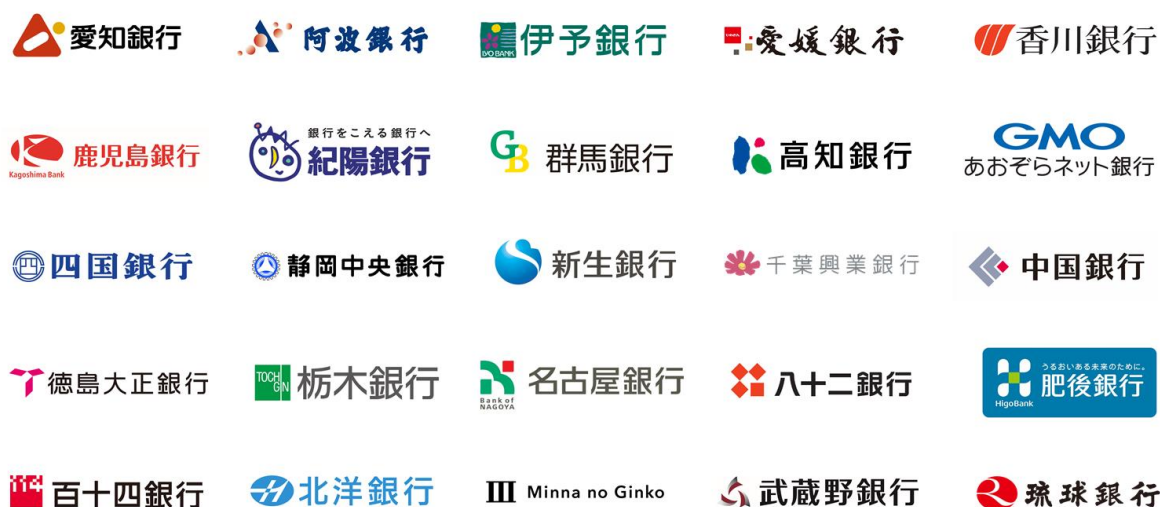 愛知銀行
阿波銀行
IYO BANK
伊予銀行
愛媛銀行
香川銀行
Kagoshima Bank
鹿児島銀行
銀行をこえる銀行へ
紀陽銀行
GB
群馬銀行
高知銀行
GMO
あおぞらネット銀行
四国銀行
静岡中央銀行
新生銀行
千葉興業銀行
中国銀行
徳島大正銀行
TOCHGIN
栃木銀行
Bank of
NAGOYA
名古屋銀行
八十二銀行
うるおいある未来のために。
肥後銀行
HigoBank
114
百十四銀行
北洋銀行
Minna no Ginko
武蔵野銀行
琉球銀行